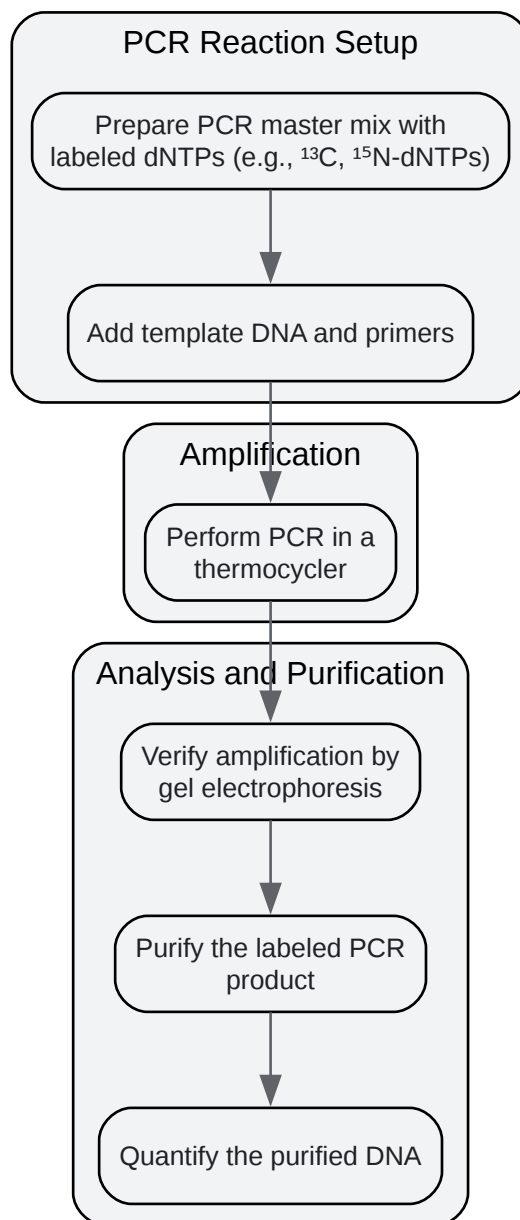 PCR Reaction Setup
Prepare PCR master mix with
labeled dNTPs (e.g., ¹³C, ¹⁵N-dNTPs)
Add template DNA and primers
Amplification
Perform PCR in a
thermocycler
Analysis and Purification
Verify amplification by
gel electrophoresis
Purify the labeled PCR
product
Quantify the purified DNA